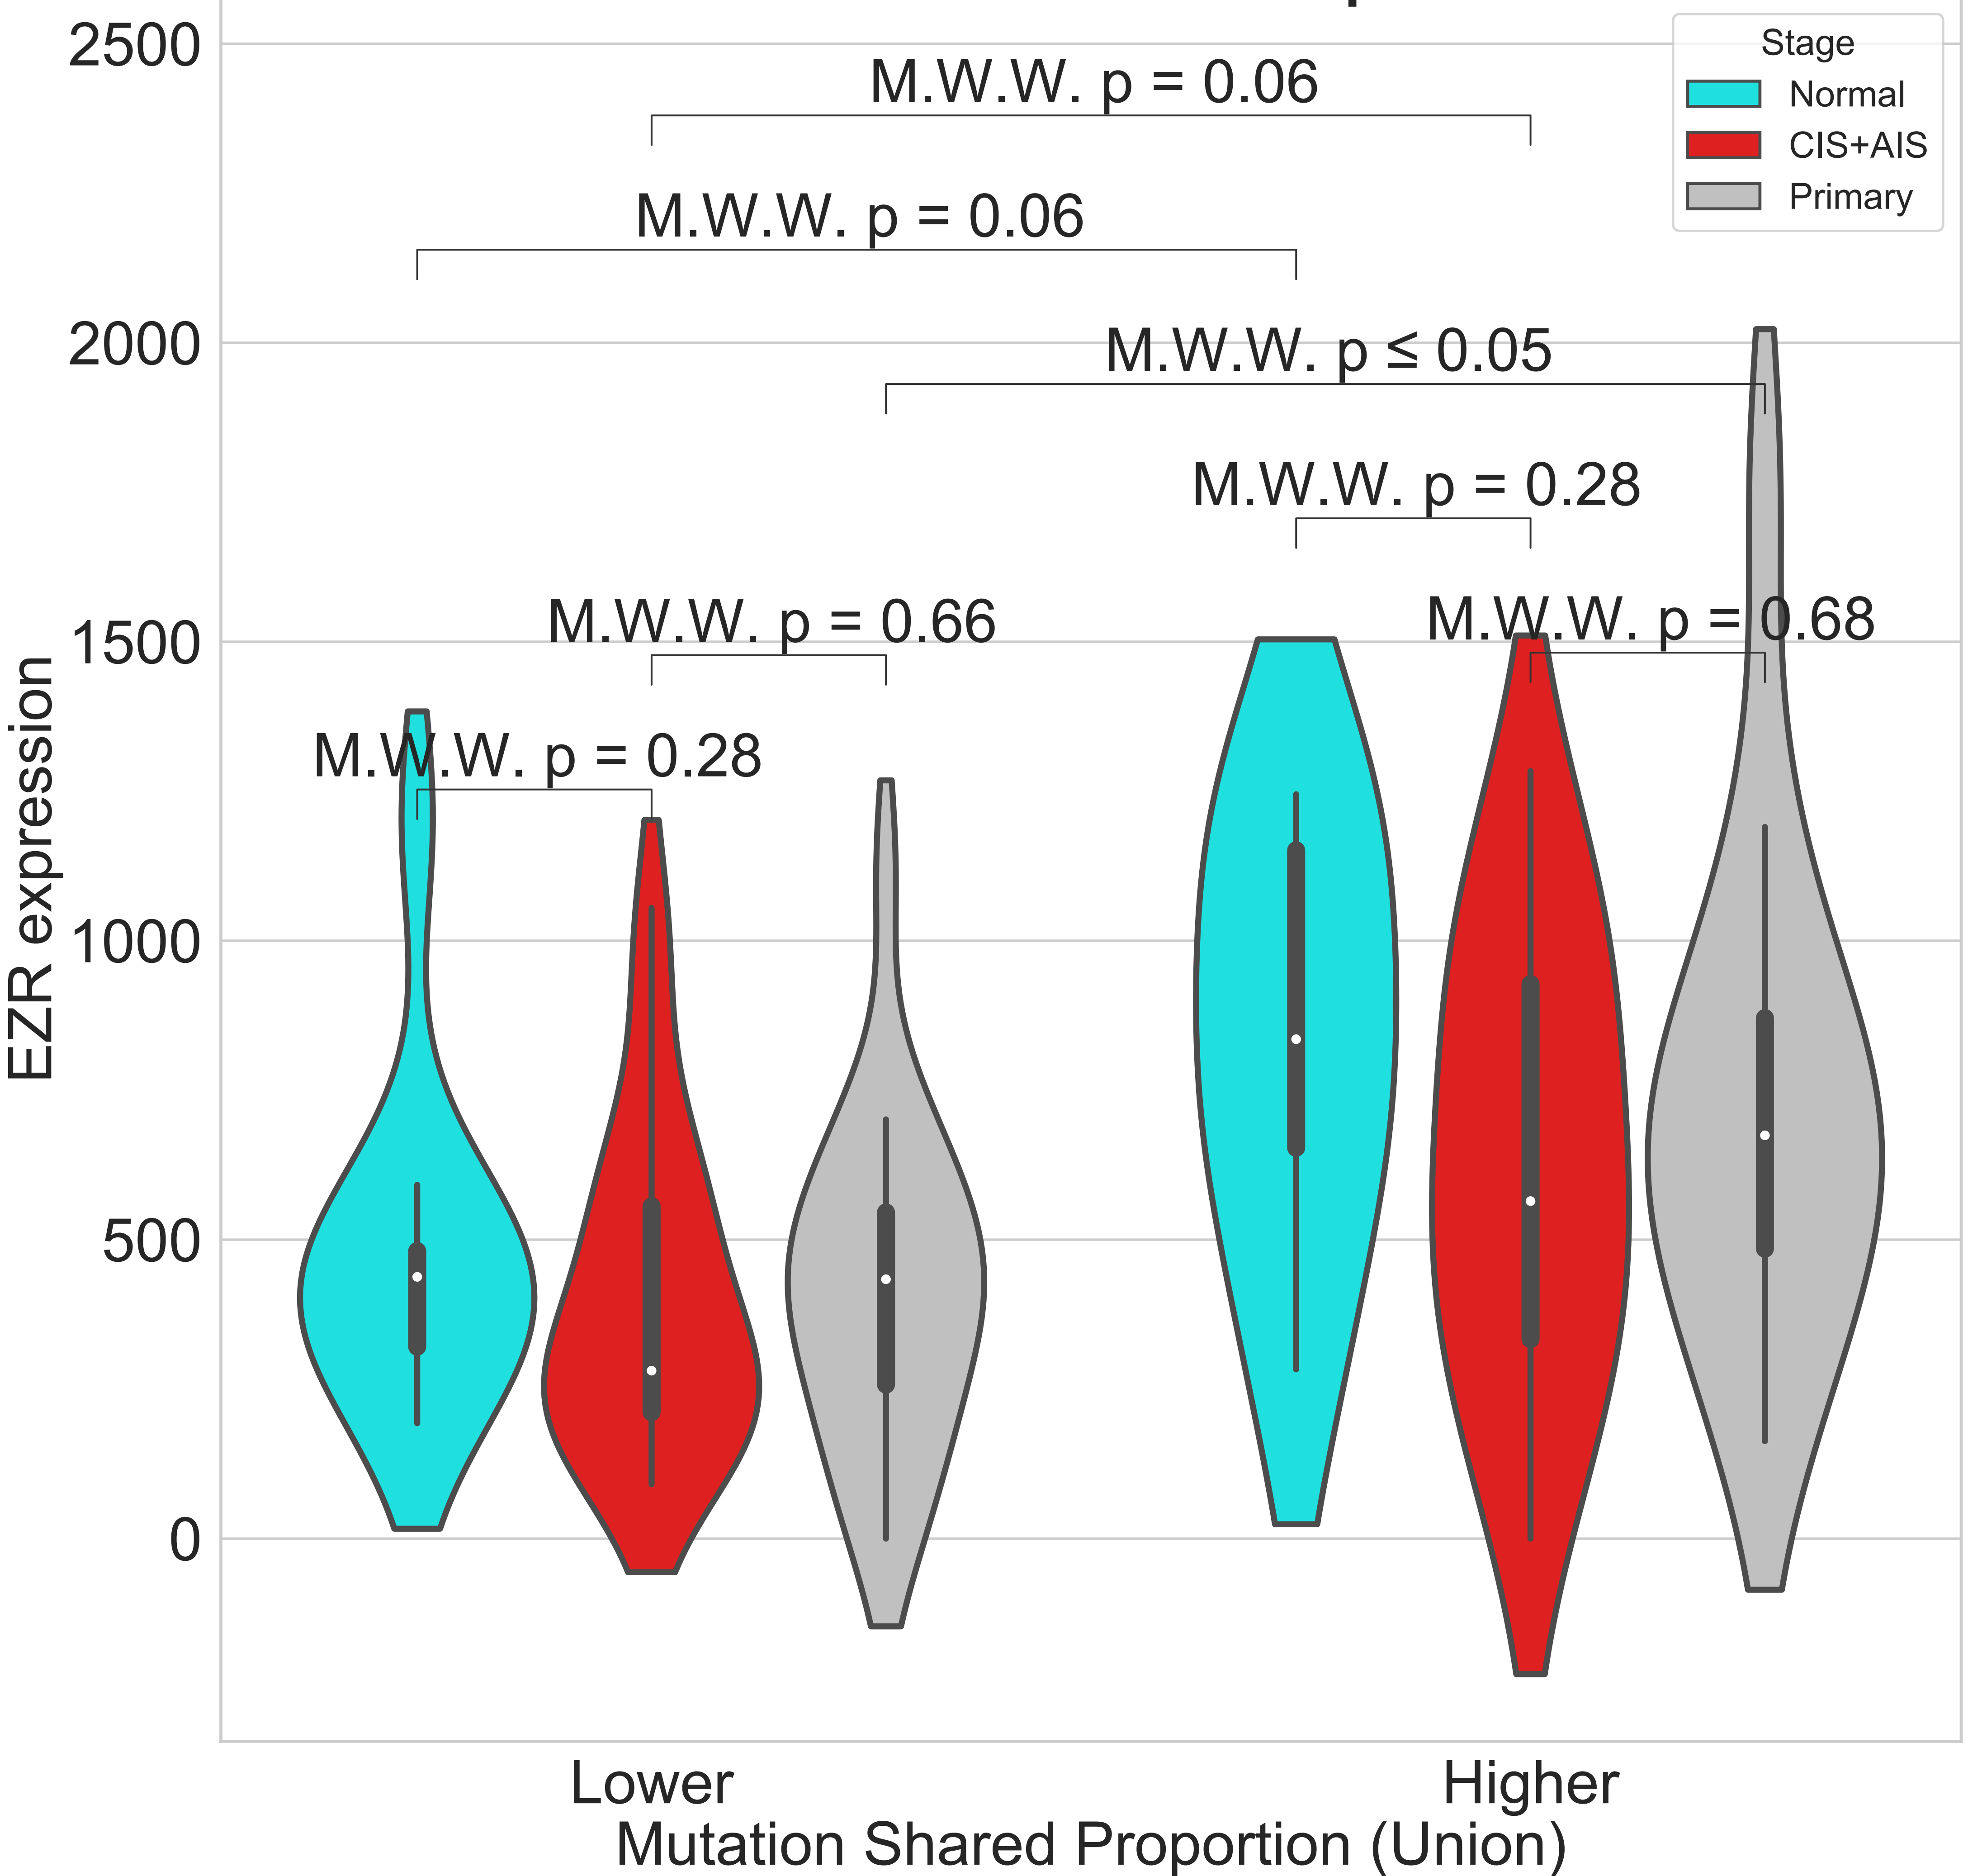 2500
2000
1500
1000
500
0
EZR expression
Stage
Normal
CIS+AIS
Primary
M.W.W. p = 0.06
M.W.W. p = 0.06
M.W.W. p ≤ 0.05
M.W.W. p = 0.28
M.W.W. p = 0.66
M.W.W. p = 0.68
M.W.W. p = 0.28
Lower
Higher
Mutation Shared Proportion (Union)